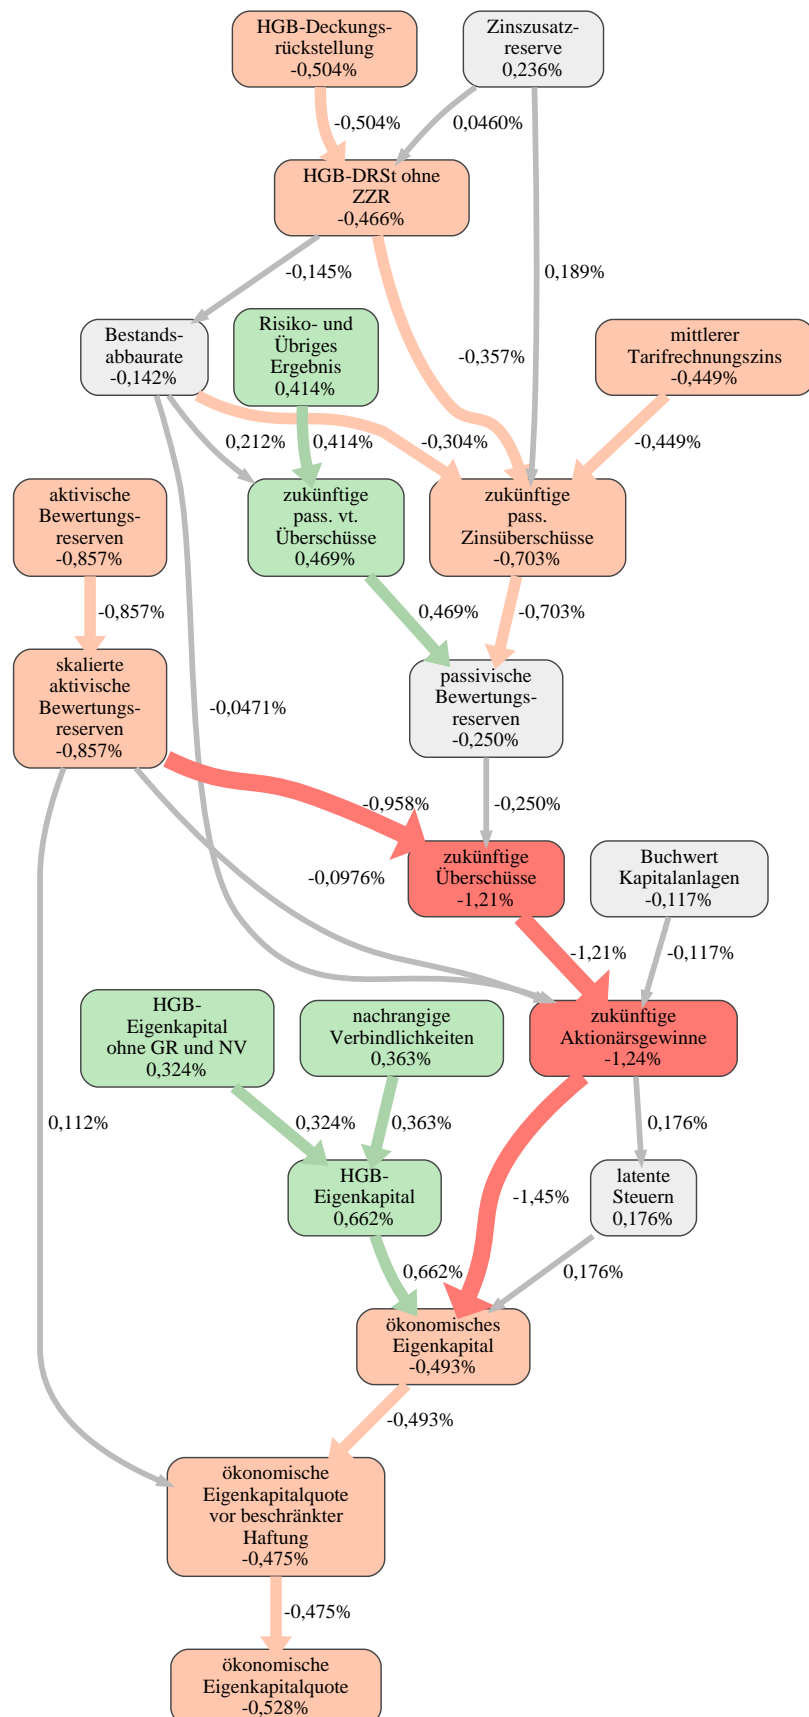 HGB-Deckungs-
rückstellung
-0,504%
Zinszusatz-
reserve
0,236%
-0,504%
0,0460%
HGB-DRSt ohne
ZZR
-0,466%
-0,145%
0,189%
Bestands-
abbaurate
-0,142%
Risiko- und
Übriges
Ergebnis
0,414%
-0,357%
mittlerer
Tarifrechnungszins
-0,449%
0,212%
0,414%
-0,304%
-0,449%
aktivische
Bewertungs-
reserven
-0,857%
zukünftige
pass. vt.
Überschüsse
0,469%
zukünftige
pass.
Zinsüberschüsse
-0,703%
-0,857%
0,469%
-0,703%
skalierte
aktivische
Bewertungs-
reserven
-0,857%
-0,0471%
passivische
Bewertungs-
reserven
-0,250%
-0,958%
-0,250%
-0,0976%
zukünftige
Überschüsse
-1,21%
Buchwert
Kapitalanlagen
-0,117%
-1,21%
-0,117%
HGB-
Eigenkapital
ohne GR und NV
0,324%
nachrangige
Verbindlichkeiten
0,363%
zukünftige
Aktionärsgewinne
-1,24%
0,112%
0,324%
0,363%
0,176%
HGB-
Eigenkapital
0,662%
-1,45%
latente
Steuern
0,176%
0,662%
0,176%
ökonomisches
Eigenkapital
-0,493%
-0,493%
ökonomische
Eigenkapitalquote
vor beschränkter
Haftung
-0,475%
-0,475%
ökonomische
Eigenkapitalquote
-0,528%